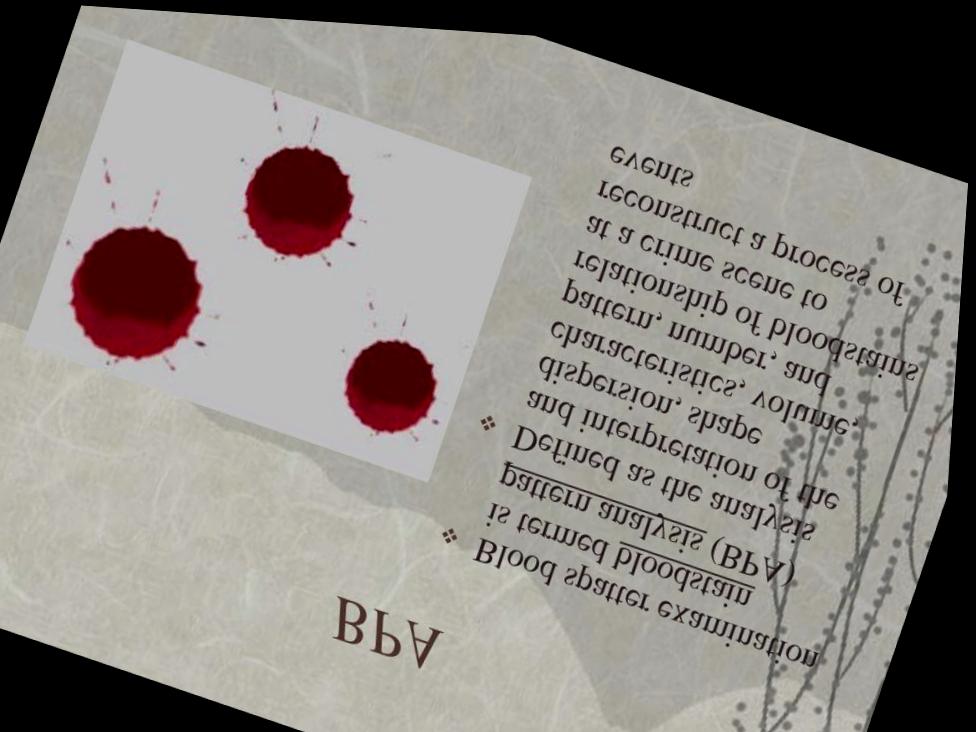 BPA
Blood spatter examination
is termed bloodstain
pattern analysis (BPA)
Defined as the analysis
and interpretation of the
dispersion, shape
characteristics, volume,
pattern, number, and
relationship of bloodstains
at a crime scene to
reconstruct a process of
events